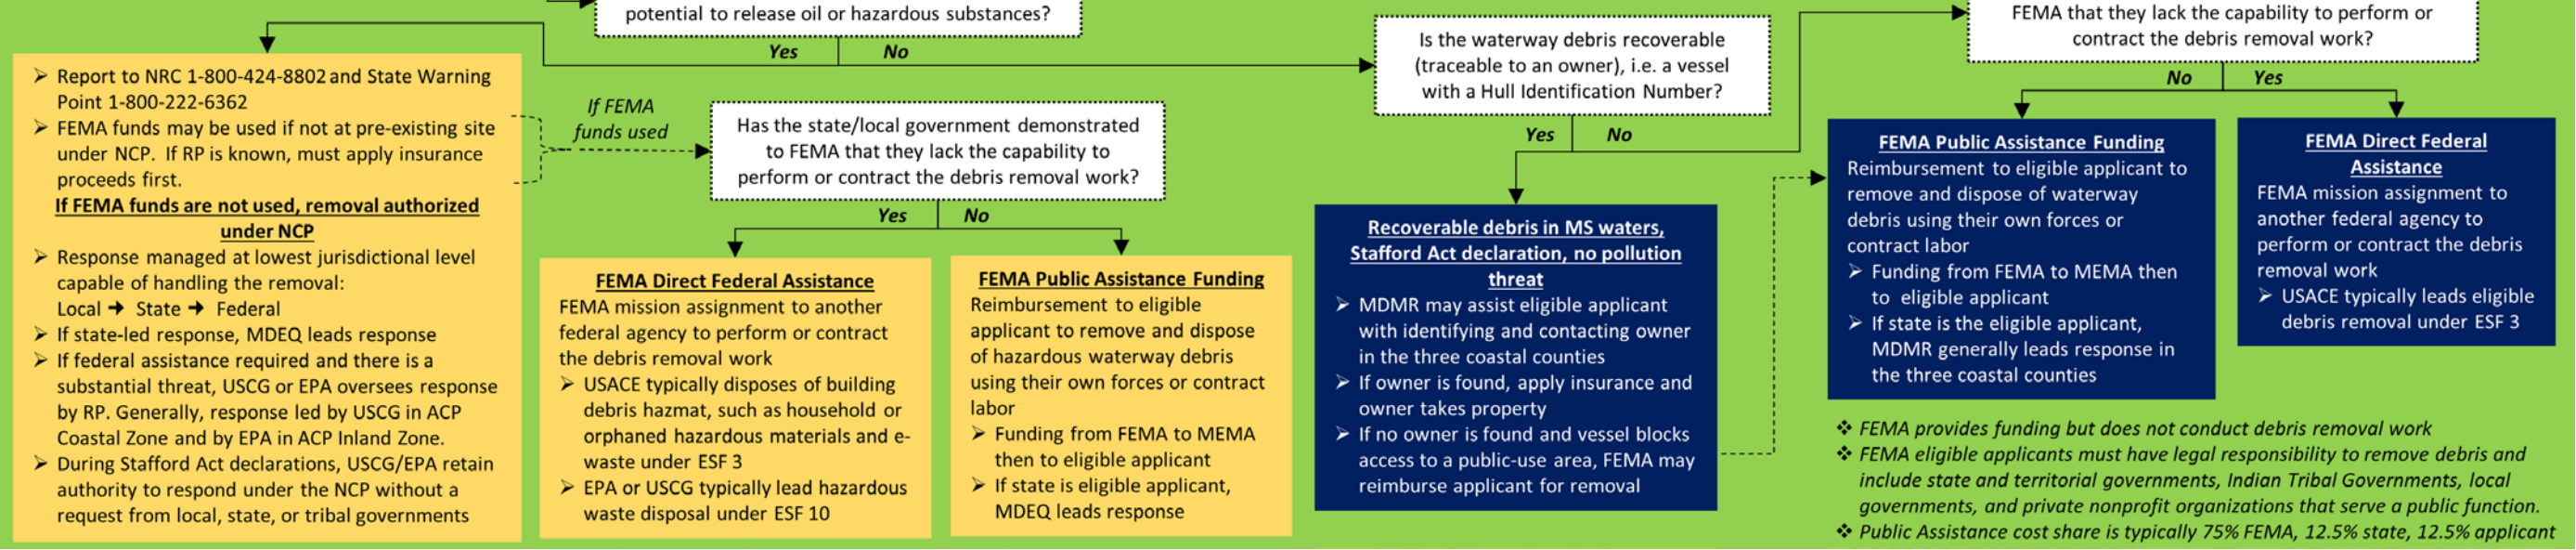 potential to release oil or hazardous substances?
Yes
No
➢ Report to NRC 1-800-424-8802 and State Warning
Point 1-800-222-6362
➢ FEMA funds may be used if not at pre-existing site
under NCP. If RP is known, must apply insurance
proceeds first.
If FEMA funds are not used, removal authorized
under NCP
➢ Response managed at lowest jurisdictional level
capable of handling the removal:
Local ➔ State ➔ Federal
➢ If state-led response, MDEQ leads response
➢ If federal assistance required and there is a
substantial threat, USCG or EPA oversees response
by RP. Generally, response led by USCG in ACP
Coastal Zone and by EPA in ACP Inland Zone.
➢ During Stafford Act declarations, USCG/EPA retain
authority to respond under the NCP without a
request from local, state, or tribal governments
If FEMA
funds used
Has the state/local government demonstrated
to FEMA that they lack the capability to
perform or contract the debris removal work?
Yes
No
FEMA Direct Federal Assistance
FEMA mission assignment to another
federal agency to perform or contract
the debris removal work
➢ USACE typically disposes of building
debris hazmat, such as household or
orphaned hazardous materials and e-
waste under ESF 3
➢ EPA or USCG typically lead hazardous
waste disposal under ESF 10
FEMA Public Assistance Funding
Reimbursement to eligible
applicant to remove and dispose
of hazardous waterway debris
using their own forces or contract
labor
➢ Funding from FEMA to MEMA
then to eligible applicant
➢ If state is eligible applicant,
MDEQ leads response
Is the waterway debris recoverable
(traceable to an owner), i.e. a vessel
with a Hull Identification Number?
Yes
No
Recoverable debris in MS waters,
Stafford Act declaration, no pollution
threat
➢ MDMR may assist eligible applicant
with identifying and contacting owner
in the three coastal counties
➢ If owner is found, apply insurance and
owner takes property
➢ If no owner is found and vessel blocks
access to a public-use area, FEMA may
reimburse applicant for removal
FEMA that they lack the capability to perform or
contract the debris removal work?
No
Yes
FEMA Public Assistance Funding
Reimbursement to eligible applicant to
remove and dispose of waterway
debris using their own forces or
contract labor
➢ Funding from FEMA to MEMA then
to eligible applicant
➢ If state is the eligible applicant,
MDMR generally leads response in
the three coastal counties
FEMA Direct Federal
Assistance
FEMA mission assignment to
another federal agency to
perform or contract the debris
removal work
➢ USACE typically leads eligible
debris removal under ESF 3
❖ FEMA provides funding but does not conduct debris removal work
❖ FEMA eligible applicants must have legal responsibility to remove debris and
include state and territorial governments, Indian Tribal Governments, local
governments, and private nonprofit organizations that serve a public function.
❖ Public Assistance cost share is typically 75% FEMA, 12.5% state, 12.5% applicant